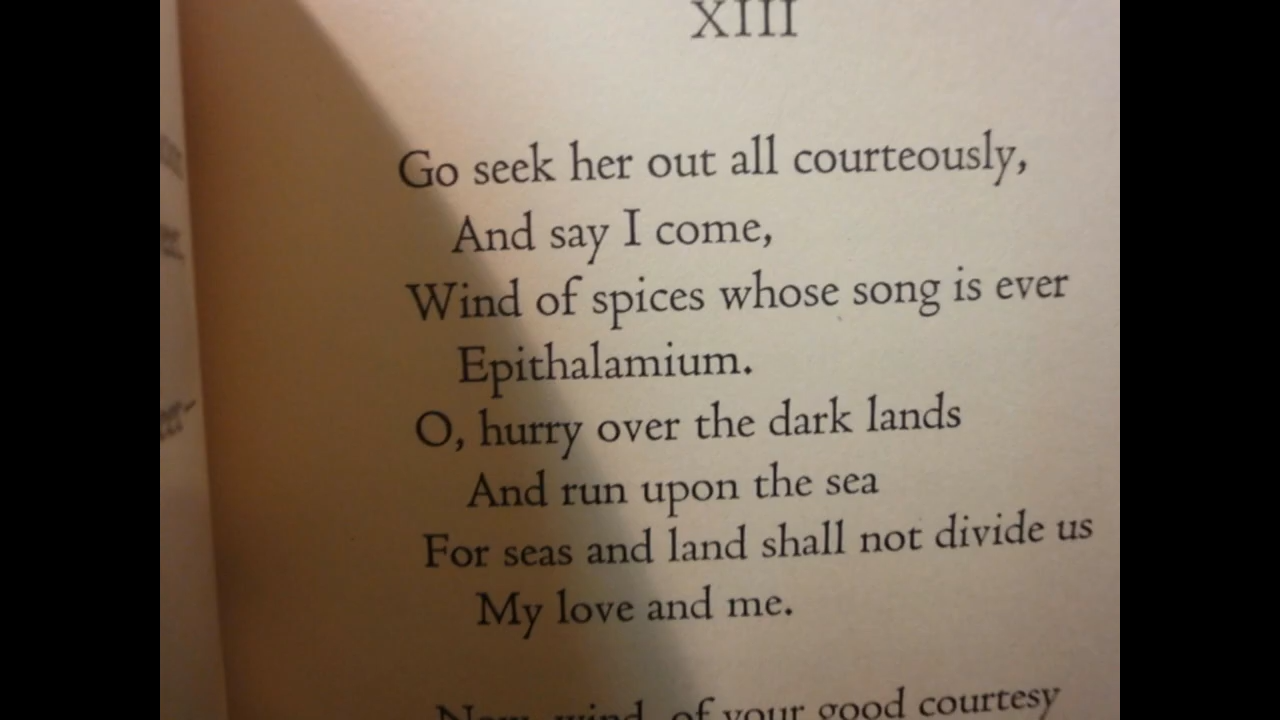 XIII
Go seek her out all courteously,
And say I come,
Wind of spices whose song is ever
Epithalamium.
O, hurry over the dark lands
And run upon the sea
For seas and land shall not divide us
My love and me.
Now, wind, of your good courtesy